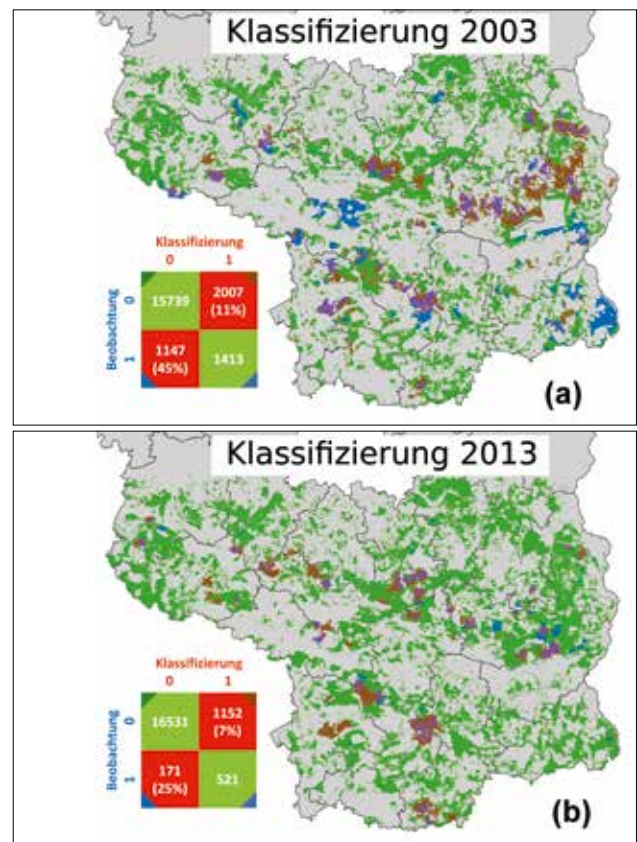 Klassifizierung 2003
Klassifizierung
0 1
Beobachtung
0
1
15739
2007
(11%)
1147
(45%)
1413
(a)
Klassifizierung 2013
Klassifizierung
0 1
Beobachtung
0
1
16531
1152
(7%)
171
(25%)
521
(b)